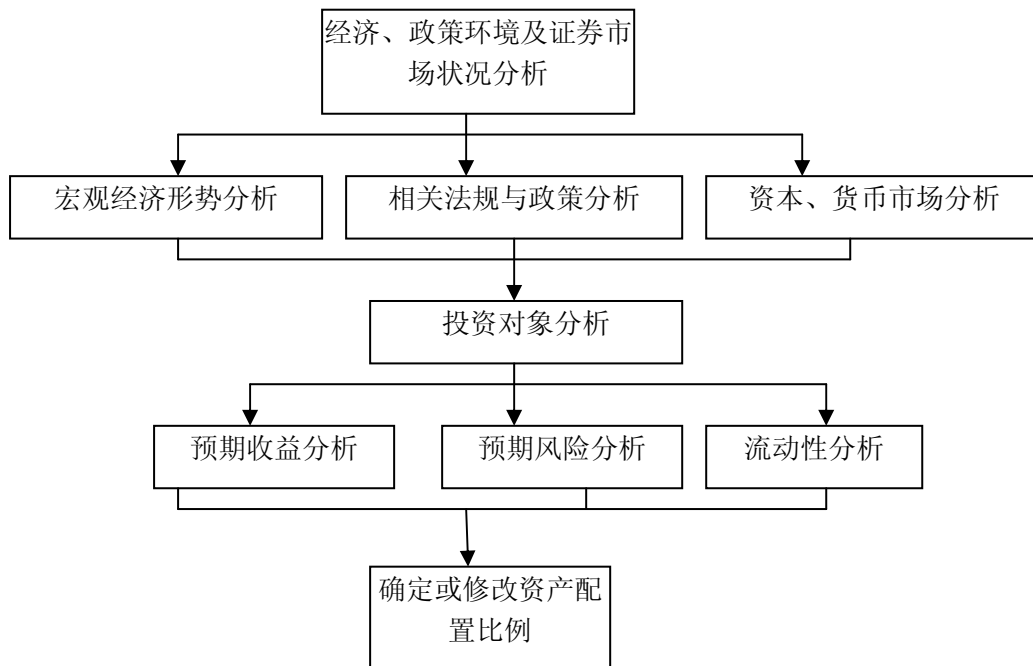 经济、政策环境及证券市
场状况分析
宏观经济形势分析
相关法规与政策分析
资本、货币市场分析
投资对象分析
预期收益分析
预期风险分析
流动性分析
确定或修改资产配
置比例